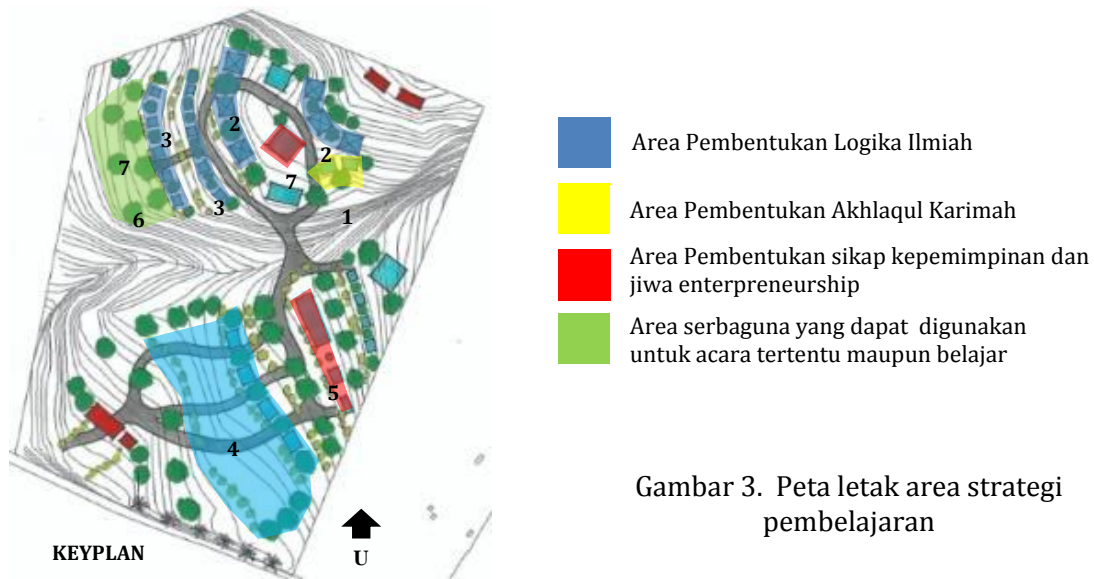 2
3
2
7
7
3
6
1
5
4
KEYPLAN
U
Area Pembentukan Logika Ilmiah
Area Pembentukan Akhlaqul Karimah
Area Pembentukan sikap kepemimpinan dan
jiwa enterpreneurship
Area serbaguna yang dapat digunakan
untuk acara tertentu maupun belajar
Gambar 3. Peta letak area strategi
pembelajaran